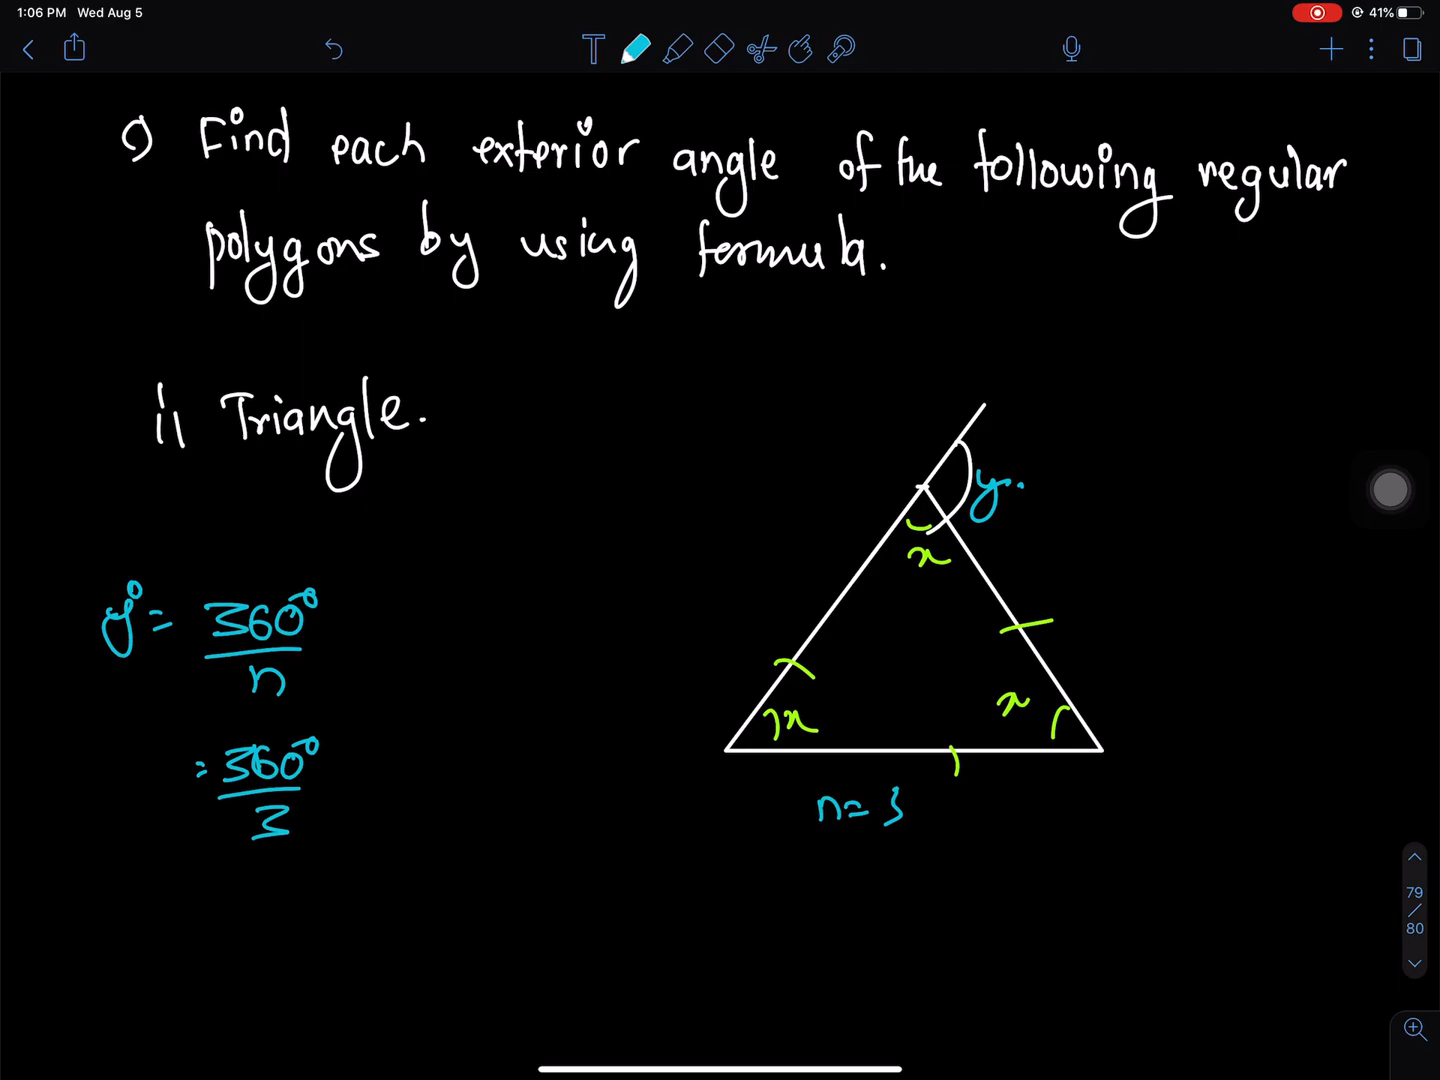 1:06 PM Wed Aug 5
41%
Q Find each exterior angle of the following regular
polygons by using formula.
i) Triangle.
y.
x
y° = 360°/n
x
x
= 360°/3
n = 3
79
/
80